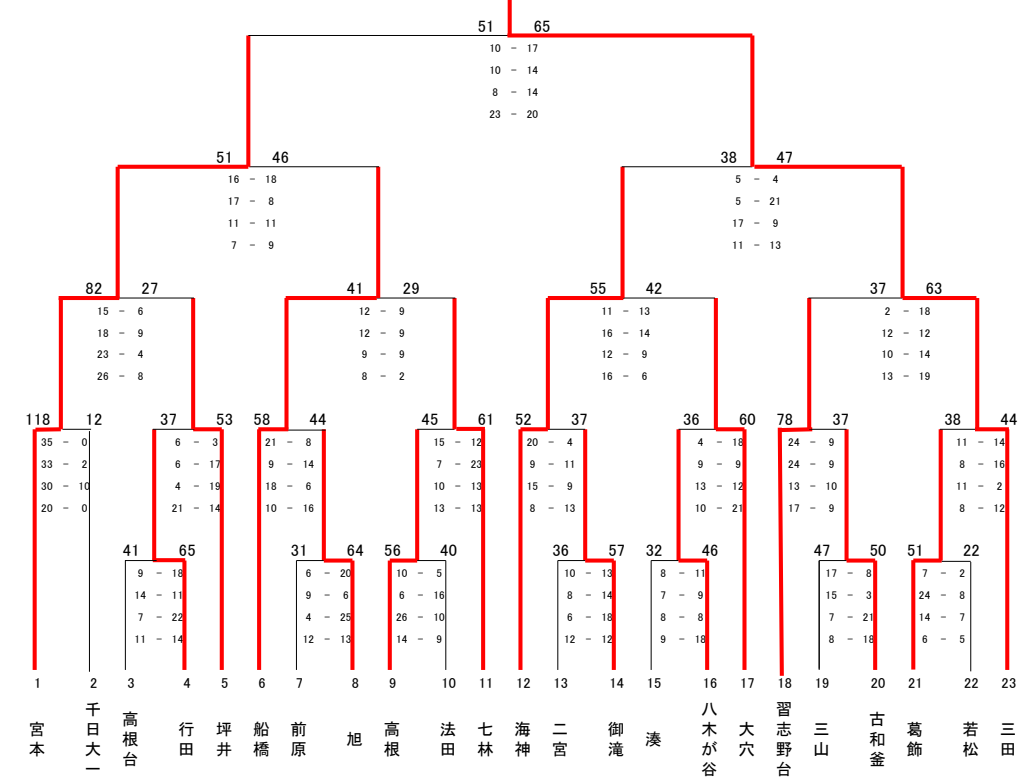 51 65
10 - 17
10 - 14
8 - 14
23 - 20
51 46
16 - 18
17 - 8
11 - 11
7 - 9
38 47
5 - 4
5 - 21
17 - 9
11 - 13
82 27
15 - 6
18 - 9
23 - 4
26 - 8
41 29
12 - 9
12 - 9
9 - 9
8 - 2
55 42
11 - 13
16 - 14
12 - 9
16 - 6
37 63
2 - 18
12 - 12
10 - 14
13 - 19
118 12
35 - 0
33 - 2
30 - 10
20 - 0
37 53
6 - 3
6 - 17
4 - 19
21 - 14
58 44
21 - 8
9 - 14
18 - 6
10 - 16
45 61
15 - 12
7 - 23
10 - 13
13 - 13
52 37
20 - 4
9 - 11
15 - 9
8 - 13
36 60
4 - 18
9 - 9
13 - 12
10 - 21
78 37
24 - 9
24 - 9
13 - 10
17 - 9
38 44
11 - 14
8 - 16
11 - 2
8 - 12
41 65
9 - 18
14 - 11
7 - 22
11 - 14
31 64
6 - 20
9 - 6
4 - 25
12 - 13
56 40
10 - 5
6 - 16
26 - 10
14 - 9
36 57
10 - 13
8 - 14
6 - 18
12 - 12
32 46
8 - 11
7 - 9
8 - 8
9 - 18
47 50
17 - 8
15 - 3
7 - 21
8 - 18
51 22
7 - 2
24 - 8
14 - 7
6 - 5
1 2 3 4 5 6 7 8 9 10 11 12 13 14 15 16 17 18 19 20 21 22 23
宮本
千日大一
高根台
行田
坪井
船橋
前原
旭
高根
法田
七林
海神
二宮
御滝
湊
八木が谷
大穴
習志野台
三山
古和釜
葛飾
若松
三田